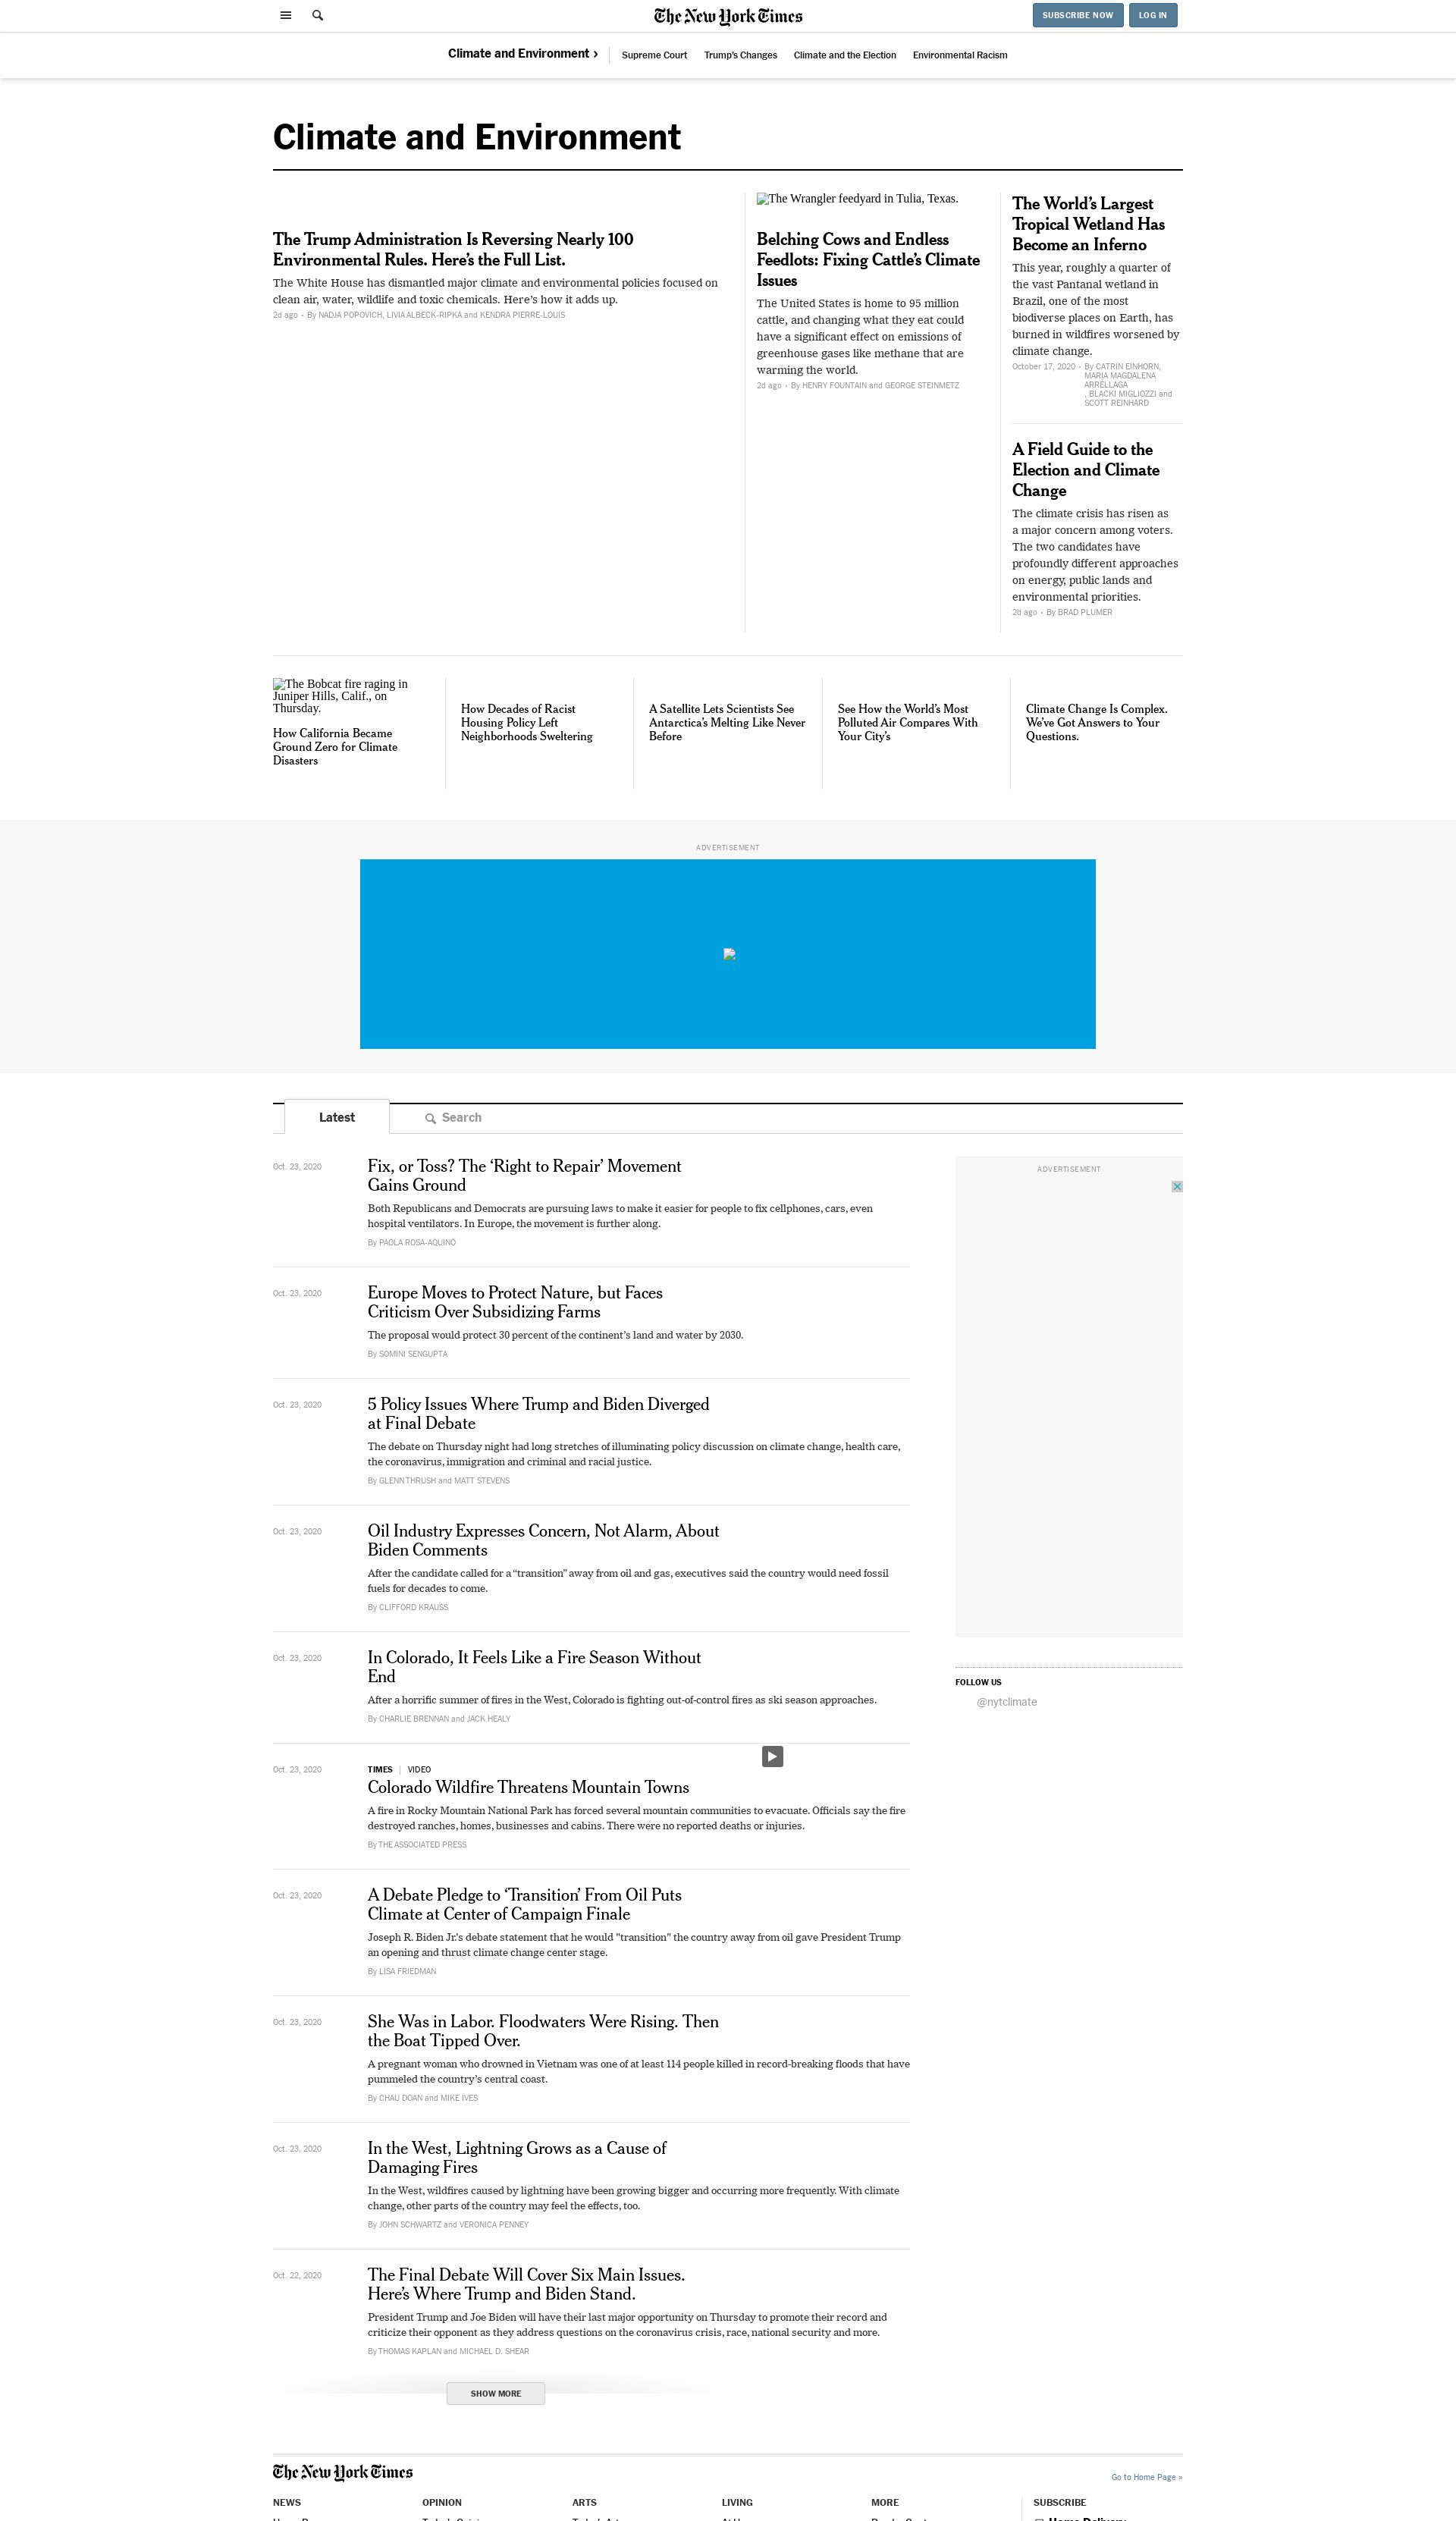 The New York Times
SUBSCRIBE NOW
LOG IN
Climate and Environment ›
Supreme Court
Trump's Changes
Climate and the Election
Environmental Racism
Climate and Environment
The Trump Administration Is Reversing Nearly 100
Environmental Rules. Here’s the Full List.
The White House has dismantled major climate and environmental policies focused on
clean air, water, wildlife and toxic chemicals. Here’s how it adds up.
2d ago • By NADJA POPOVICH, LIVIA ALBECK-RIPKA and KENDRA PIERRE-LOUIS
The Wrangler feedyard in Tulia, Texas.
Belching Cows and Endless
Feedlots: Fixing Cattle’s Climate
Issues
The United States is home to 95 million
cattle, and changing what they eat could
have a significant effect on emissions of
greenhouse gases like methane that are
warming the world.
2d ago • By HENRY FOUNTAIN and GEORGE STEINMETZ
The World’s Largest
Tropical Wetland Has
Become an Inferno
This year, roughly a quarter of
the vast Pantanal wetland in
Brazil, one of the most
biodiverse places on Earth, has
burned in wildfires worsened by
climate change.
October 17, 2020 • By CATRIN EINHORN,
MARIA MAGDALENA
ARRÉLLAGA
, BLACKI MIGLIOZZI and
SCOTT REINHARD
A Field Guide to the
Election and Climate
Change
The climate crisis has risen as
a major concern among voters.
The two candidates have
profoundly different approaches
on energy, public lands and
environmental priorities.
2d ago • By BRAD PLUMER
The Bobcat fire raging in
Juniper Hills, Calif., on
Thursday.
How California Became
Ground Zero for Climate
Disasters
How Decades of Racist
Housing Policy Left
Neighborhoods Sweltering
A Satellite Lets Scientists See
Antarctica’s Melting Like Never
Before
See How the World’s Most
Polluted Air Compares With
Your City’s
Climate Change Is Complex.
We’ve Got Answers to Your
Questions.
ADVERTISEMENT
Latest
Search
Oct. 23, 2020
Fix, or Toss? The ‘Right to Repair’ Movement
Gains Ground
Both Republicans and Democrats are pursuing laws to make it easier for people to fix cellphones, cars, even
hospital ventilators. In Europe, the movement is further along.
By PAOLA ROSA-AQUINO
ADVERTISEMENT
Oct. 23, 2020
Europe Moves to Protect Nature, but Faces
Criticism Over Subsidizing Farms
The proposal would protect 30 percent of the continent’s land and water by 2030.
By SOMINI SENGUPTA
Oct. 23, 2020
5 Policy Issues Where Trump and Biden Diverged
at Final Debate
The debate on Thursday night had long stretches of illuminating policy discussion on climate change, health care,
the coronavirus, immigration and criminal and racial justice.
By GLENN THRUSH and MATT STEVENS
Oct. 23, 2020
Oil Industry Expresses Concern, Not Alarm, About
Biden Comments
After the candidate called for a “transition” away from oil and gas, executives said the country would need fossil
fuels for decades to come.
By CLIFFORD KRAUSS
Oct. 23, 2020
In Colorado, It Feels Like a Fire Season Without
End
After a horrific summer of fires in the West, Colorado is fighting out-of-control fires as ski season approaches.
By CHARLIE BRENNAN and JACK HEALY
FOLLOW US
@nytclimate
Oct. 23, 2020
TIMES | VIDEO
Colorado Wildfire Threatens Mountain Towns
A fire in Rocky Mountain National Park has forced several mountain communities to evacuate. Officials say the fire
destroyed ranches, homes, businesses and cabins. There were no reported deaths or injuries.
By THE ASSOCIATED PRESS
Oct. 23, 2020
A Debate Pledge to ‘Transition’ From Oil Puts
Climate at Center of Campaign Finale
Joseph R. Biden Jr.'s debate statement that he would "transition" the country away from oil gave President Trump
an opening and thrust climate change center stage.
By LISA FRIEDMAN
Oct. 23, 2020
She Was in Labor. Floodwaters Were Rising. Then
the Boat Tipped Over.
A pregnant woman who drowned in Vietnam was one of at least 114 people killed in record-breaking floods that have
pummeled the country’s central coast.
By CHAU DOAN and MIKE IVES
Oct. 23, 2020
In the West, Lightning Grows as a Cause of
Damaging Fires
In the West, wildfires caused by lightning have been growing bigger and occurring more frequently. With climate
change, other parts of the country may feel the effects, too.
By JOHN SCHWARTZ and VERONICA PENNEY
Oct. 22, 2020
The Final Debate Will Cover Six Main Issues.
Here’s Where Trump and Biden Stand.
President Trump and Joe Biden will have their last major opportunity on Thursday to promote their record and
criticize their opponent as they address questions on the coronavirus crisis, race, national security and more.
By THOMAS KAPLAN and MICHAEL D. SHEAR
SHOW MORE
The New York Times
Go to Home Page »
NEWS
OPINION
ARTS
LIVING
MORE
SUBSCRIBE